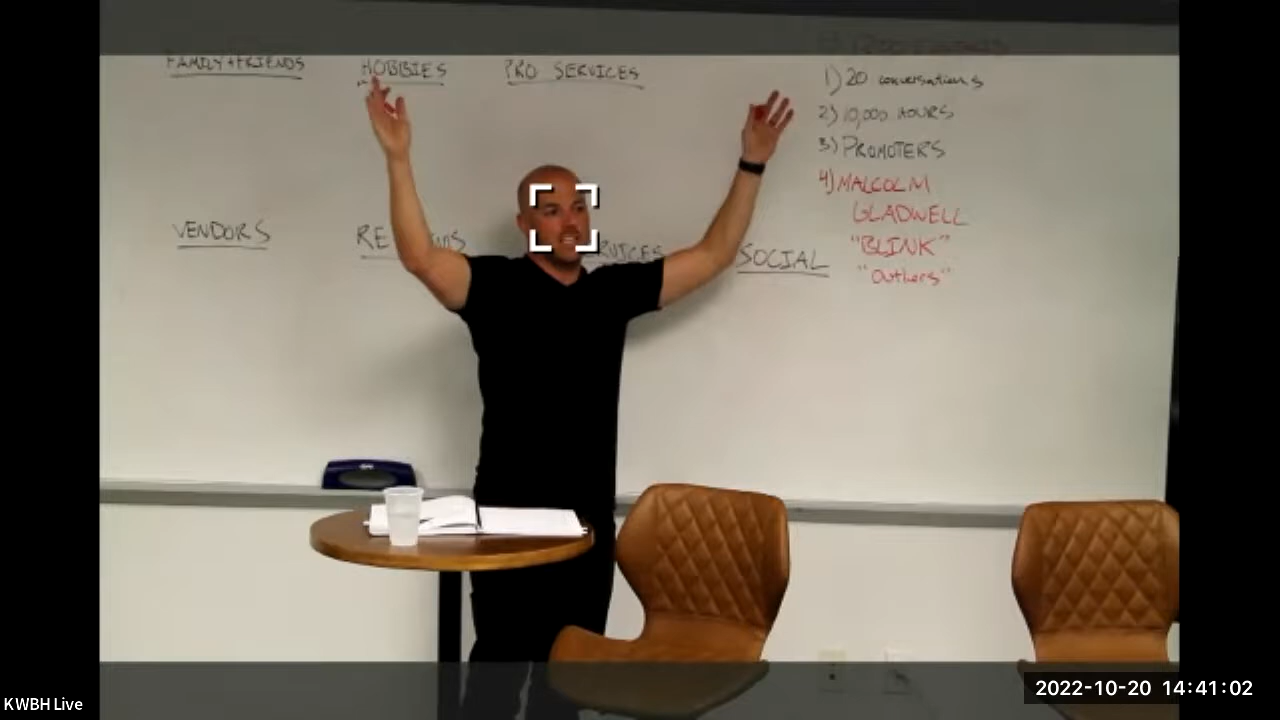 FAMILY+FRIENDS
HOBBIES
PRO SERVICES
1) 20 conversations
2) 10,000 HOURS
3) PROMOTERS
4) MALCOLM
GLADWELL
"BLINK"
"Outliers"
VENDORS
RE
SOCIAL
KWBH Live
2022-10-20 14:41:02